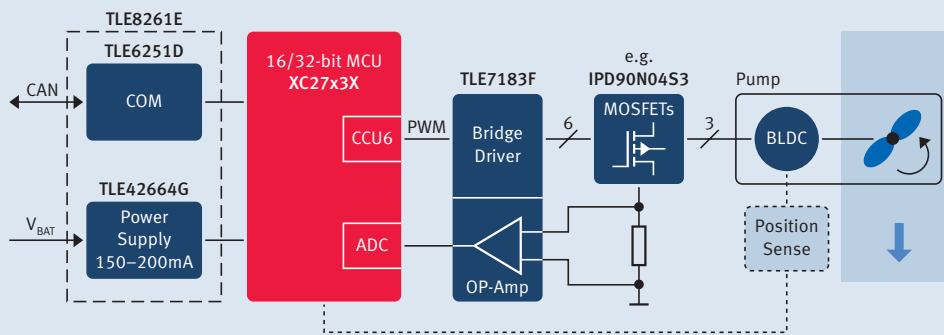 TLE8261E
TLE6251D
CAN
COM
TLE42664G
V_BAT
Power
Supply
150–200mA
16/32-bit MCU
XC27x3X
CCU6
ADC
PWM
TLE7183F
Bridge
Driver
OP-Amp
6
e.g.
IPD90N04S3
MOSFETs
3
Pump
BLDC
Position
Sense